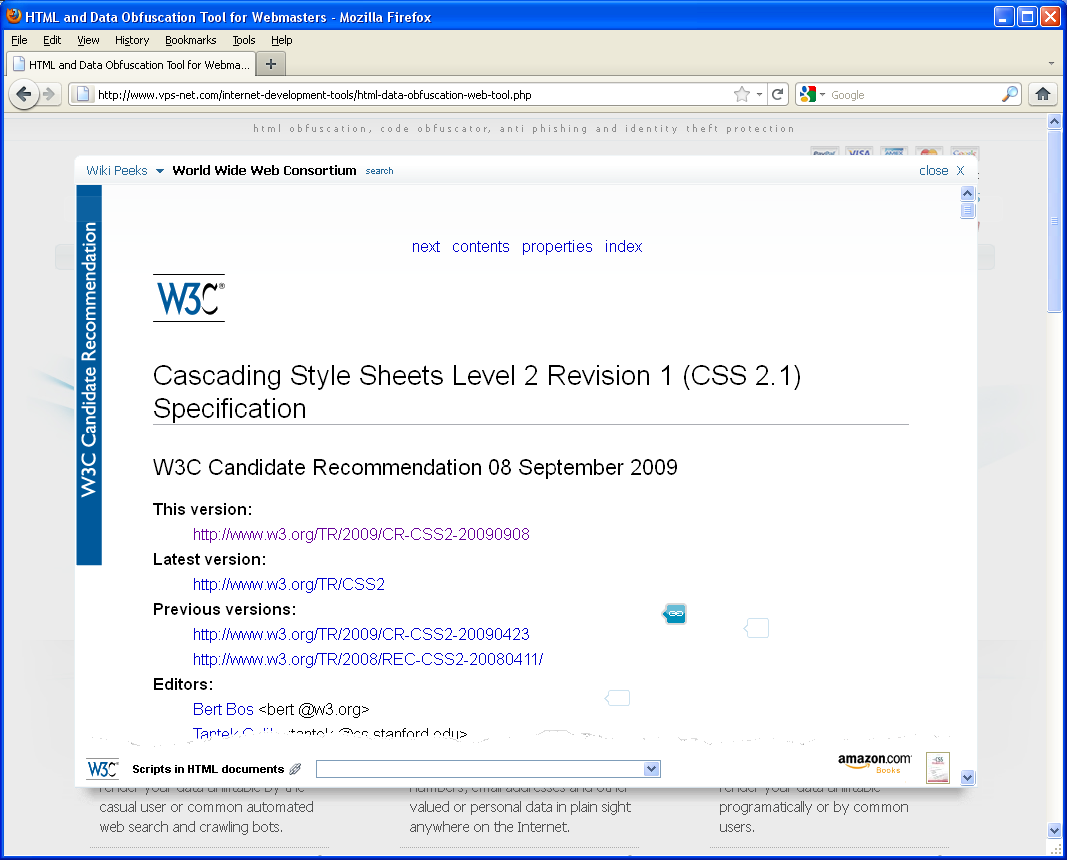 HTML and Data Obfuscation Tool for Webmasters - Mozilla Firefox
File Edit View History Bookmarks Tools Help
HTML and Data Obfuscation Tool for Webma...
http://www.vps-net.com/internet-development-tools/html-data-obfuscation-web-tool.php
Google
html obfuscation, code obfuscator, anti phishing and identity theft protection
PayPal VISA
Wiki Peeks World Wide Web Consortium search close X
W3C Candidate Recommendation
next contents properties index
W3C®
Cascading Style Sheets Level 2 Revision 1 (CSS 2.1)
Specification
W3C Candidate Recommendation 08 September 2009
This version:
http://www.w3.org/TR/2009/CR-CSS2-20090908
Latest version:
http://www.w3.org/TR/CSS2
Previous versions:
http://www.w3.org/TR/2009/CR-CSS2-20090423
http://www.w3.org/TR/2008/REC-CSS2-20080411/
Editors:
Bert Bos <bert @w3.org>
Tantek Çelik <tantek @cs.stanford.edu>
W3C Scripts in HTML documents amazon.com
Books
render your data unlinkable by the numbers, email addresses and other render your data unlinkable
casual user or common automated valued or personal data in plain sight programatically or by common
web search and crawling bots. anywhere on the Internet. users.